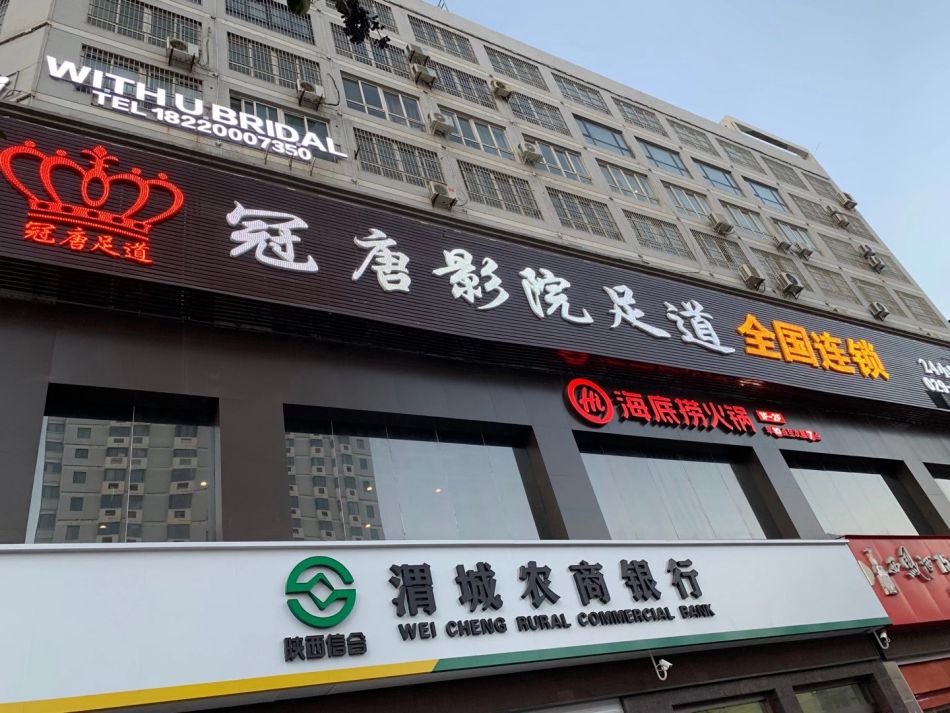 WITH.U.BRIDAL
TEL 18220007350
冠唐足道
冠唐影院足道 全国连锁
海底捞火锅
渭城农商银行
WEI CHENG RURAL COMMERCIAL BANK
陕西信合